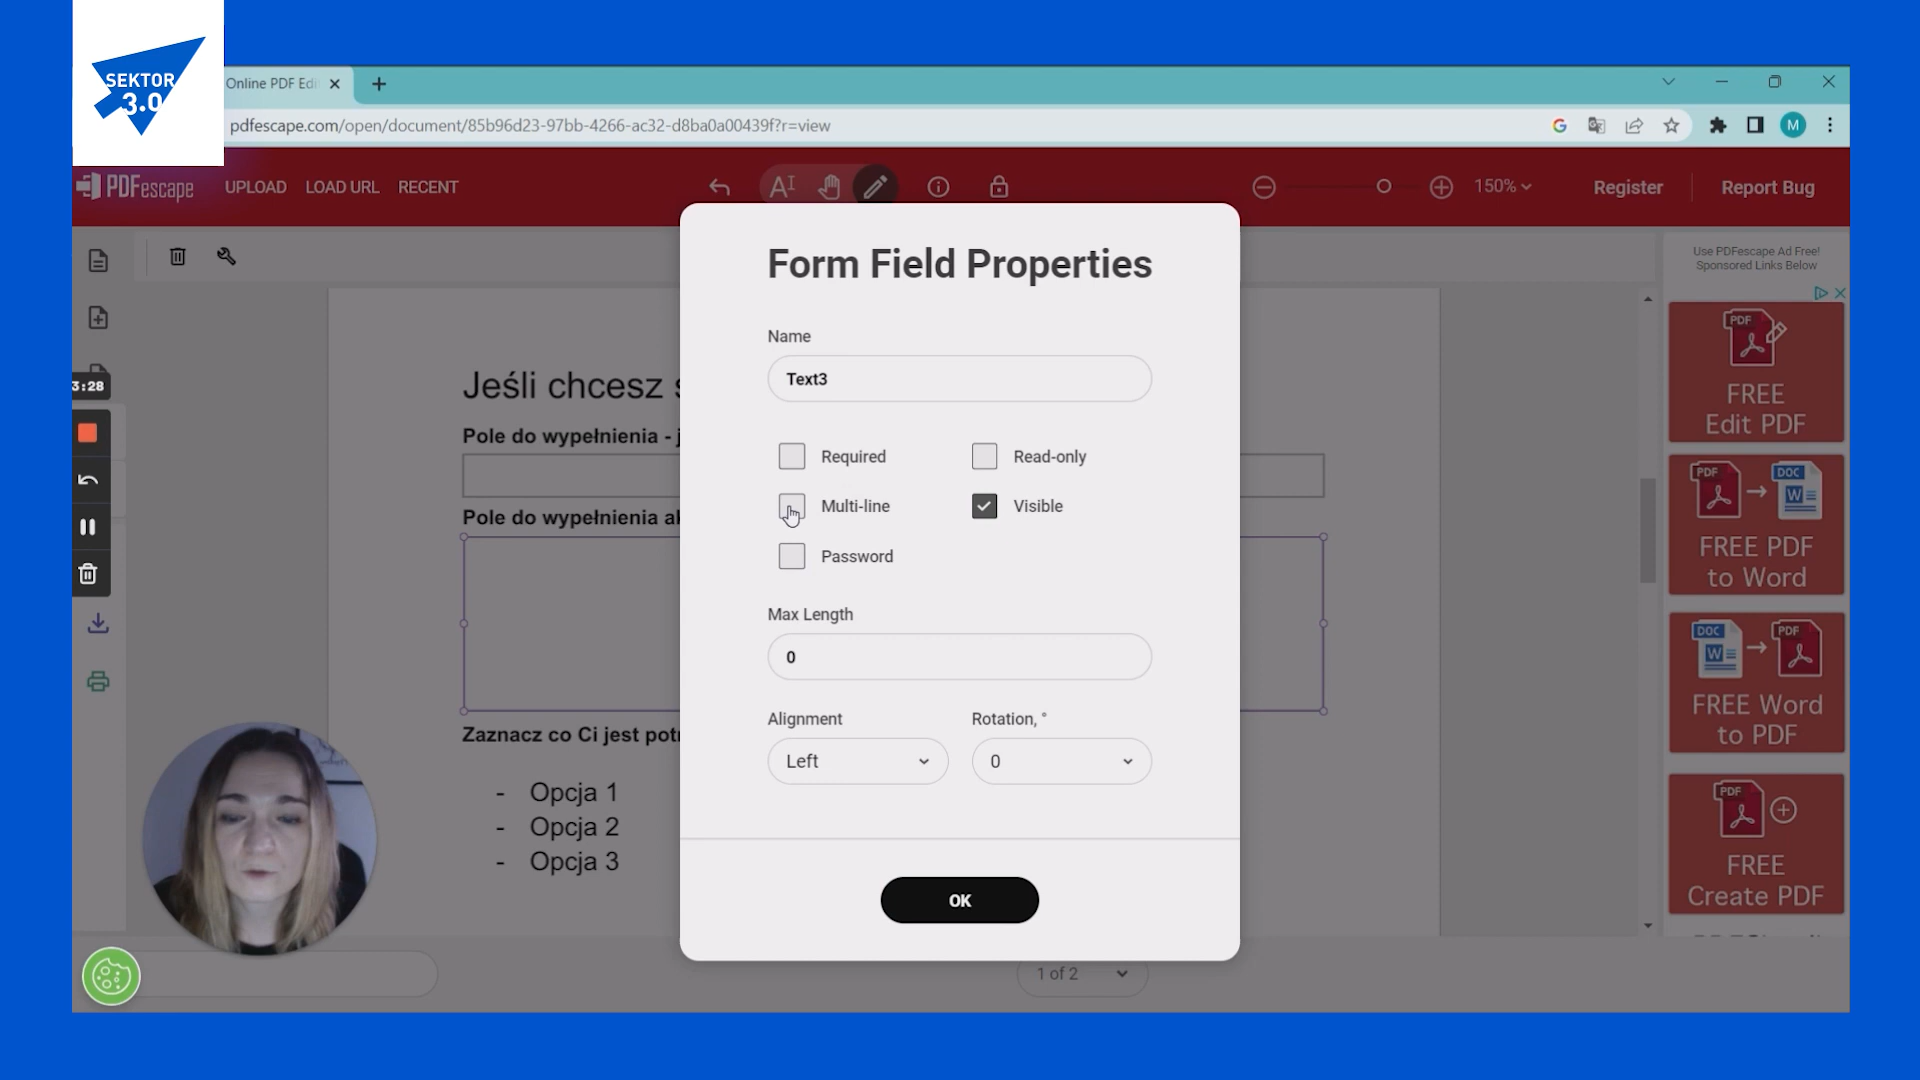 SEKTOR
3.0
Online PDF Edi
pdfescape.com/open/document/85b96d23-97bb-4266-ac32-d8ba0a00439f?r=view
M
PDFescape
UPLOAD
LOAD URL
RECENT
150%
Register
Report Bug
Form Field Properties
Name
Text3
Required
Read-only
Multi-line
Visible
Password
Max Length
0
Alignment
Rotation, °
Left
0
OK
3:28
Jeśli chcesz
Pole do wypełnienia -
Pole do wypełnienia
Zaznacz co Ci jest
- Opcja 1
- Opcja 2
- Opcja 3
1 of 2
Use PDFescape Ad Free!
Sponsored Links Below
PDF
FREE
Edit PDF
PDF
DOC
W
FREE PDF
to Word
DOC
W
PDF
FREE Word
to PDF
PDF
FREE
Create PDF